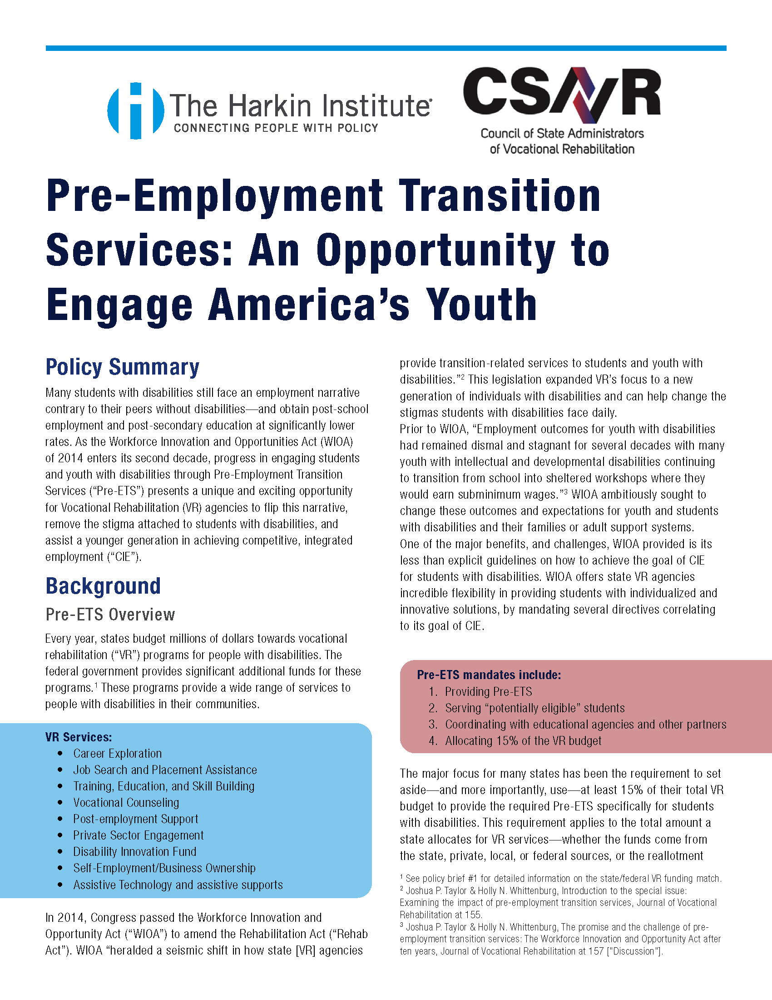 The Harkin Institute®
CONNECTING PEOPLE WITH POLICY
CSAVR
Council of State Administrators
of Vocational Rehabilitation
Pre-Employment Transition
Services: An Opportunity to
Engage America’s Youth
Policy Summary
Many students with disabilities still face an employment narrative
contrary to their peers without disabilities—and obtain post-school
employment and post-secondary education at significantly lower
rates. As the Workforce Innovation and Opportunities Act (WIOA)
of 2014 enters its second decade, progress in engaging students
and youth with disabilities through Pre-Employment Transition
Services (“Pre-ETS”) presents a unique and exciting opportunity
for Vocational Rehabilitation (VR) agencies to flip this narrative,
remove the stigma attached to students with disabilities, and
assist a younger generation in achieving competitive, integrated
employment (“CIE”).
Background
Pre-ETS Overview
Every year, states budget millions of dollars towards vocational
rehabilitation (“VR”) programs for people with disabilities. The
federal government provides significant additional funds for these
programs.¹ These programs provide a wide range of services to
people with disabilities in their communities.
VR Services:
• Career Exploration
• Job Search and Placement Assistance
• Training, Education, and Skill Building
• Vocational Counseling
• Post-employment Support
• Private Sector Engagement
• Disability Innovation Fund
• Self-Employment/Business Ownership
• Assistive Technology and assistive supports
In 2014, Congress passed the Workforce Innovation and
Opportunity Act (“WIOA”) to amend the Rehabilitation Act (“Rehab
Act”). WIOA “heralded a seismic shift in how state [VR] agencies
provide transition-related services to students and youth with
disabilities.”² This legislation expanded VR’s focus to a new
generation of individuals with disabilities and can help change the
stigmas students with disabilities face daily.
Prior to WIOA, “Employment outcomes for youth with disabilities
had remained dismal and stagnant for several decades with many
youth with intellectual and developmental disabilities continuing
to transition from school into sheltered workshops where they
would earn subminimum wages.”³ WIOA ambitiously sought to
change these outcomes and expectations for youth and students
with disabilities and their families or adult support systems.
One of the major benefits, and challenges, WIOA provided is its
less than explicit guidelines on how to achieve the goal of CIE
for students with disabilities. WIOA offers state VR agencies
incredible flexibility in providing students with individualized and
innovative solutions, by mandating several directives correlating
to its goal of CIE.
Pre-ETS mandates include:
1. Providing Pre-ETS
2. Serving “potentially eligible” students
3. Coordinating with educational agencies and other partners
4. Allocating 15% of the VR budget
The major focus for many states has been the requirement to set
aside—and more importantly, use—at least 15% of their total VR
budget to provide the required Pre-ETS specifically for students
with disabilities. This requirement applies to the total amount a
state allocates for VR services—whether the funds come from
the state, private, local, or federal sources, or the reallotment
¹ See policy brief #1 for detailed information on the state/federal VR funding match.
² Joshua P. Taylor & Holly N. Whittenburg, Introduction to the special issue:
Examining the impact of pre-employment transition services, Journal of Vocational
Rehabilitation at 155.
³ Joshua P. Taylor & Holly N. Whittenburg, The promise and the challenge of pre-
employment transition services: The Workforce Innovation and Opportunity Act after
ten years, Journal of Vocational Rehabilitation at 157 ["Discussion"].